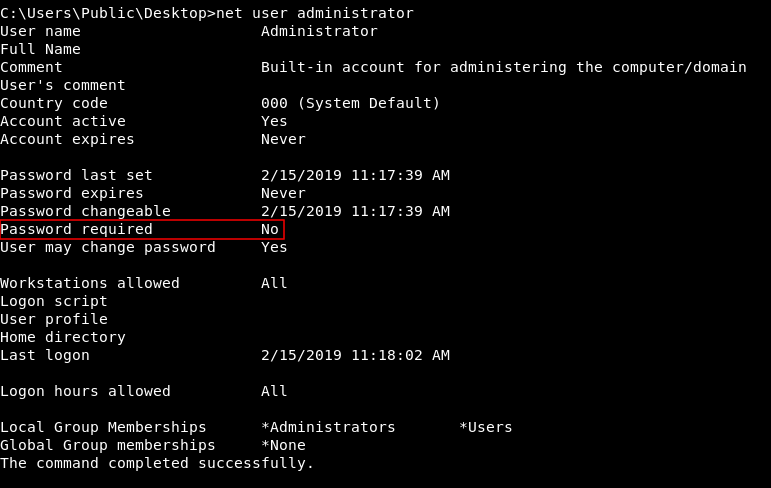 C:\Users\Public\Desktop>net user administrator
User name                    Administrator
Full Name
Comment                      Built-in account for administering the computer/domain
User's comment
Country code                 000 (System Default)
Account active               Yes
Account expires              Never

Password last set            2/15/2019 11:17:39 AM
Password expires             Never
Password changeable          2/15/2019 11:17:39 AM
Password required            No
User may change password     Yes

Workstations allowed         All
Logon script
User profile
Home directory
Last logon                   2/15/2019 11:18:02 AM

Logon hours allowed          All

Local Group Memberships      *Administrators       *Users
Global Group memberships     *None
The command completed successfully.